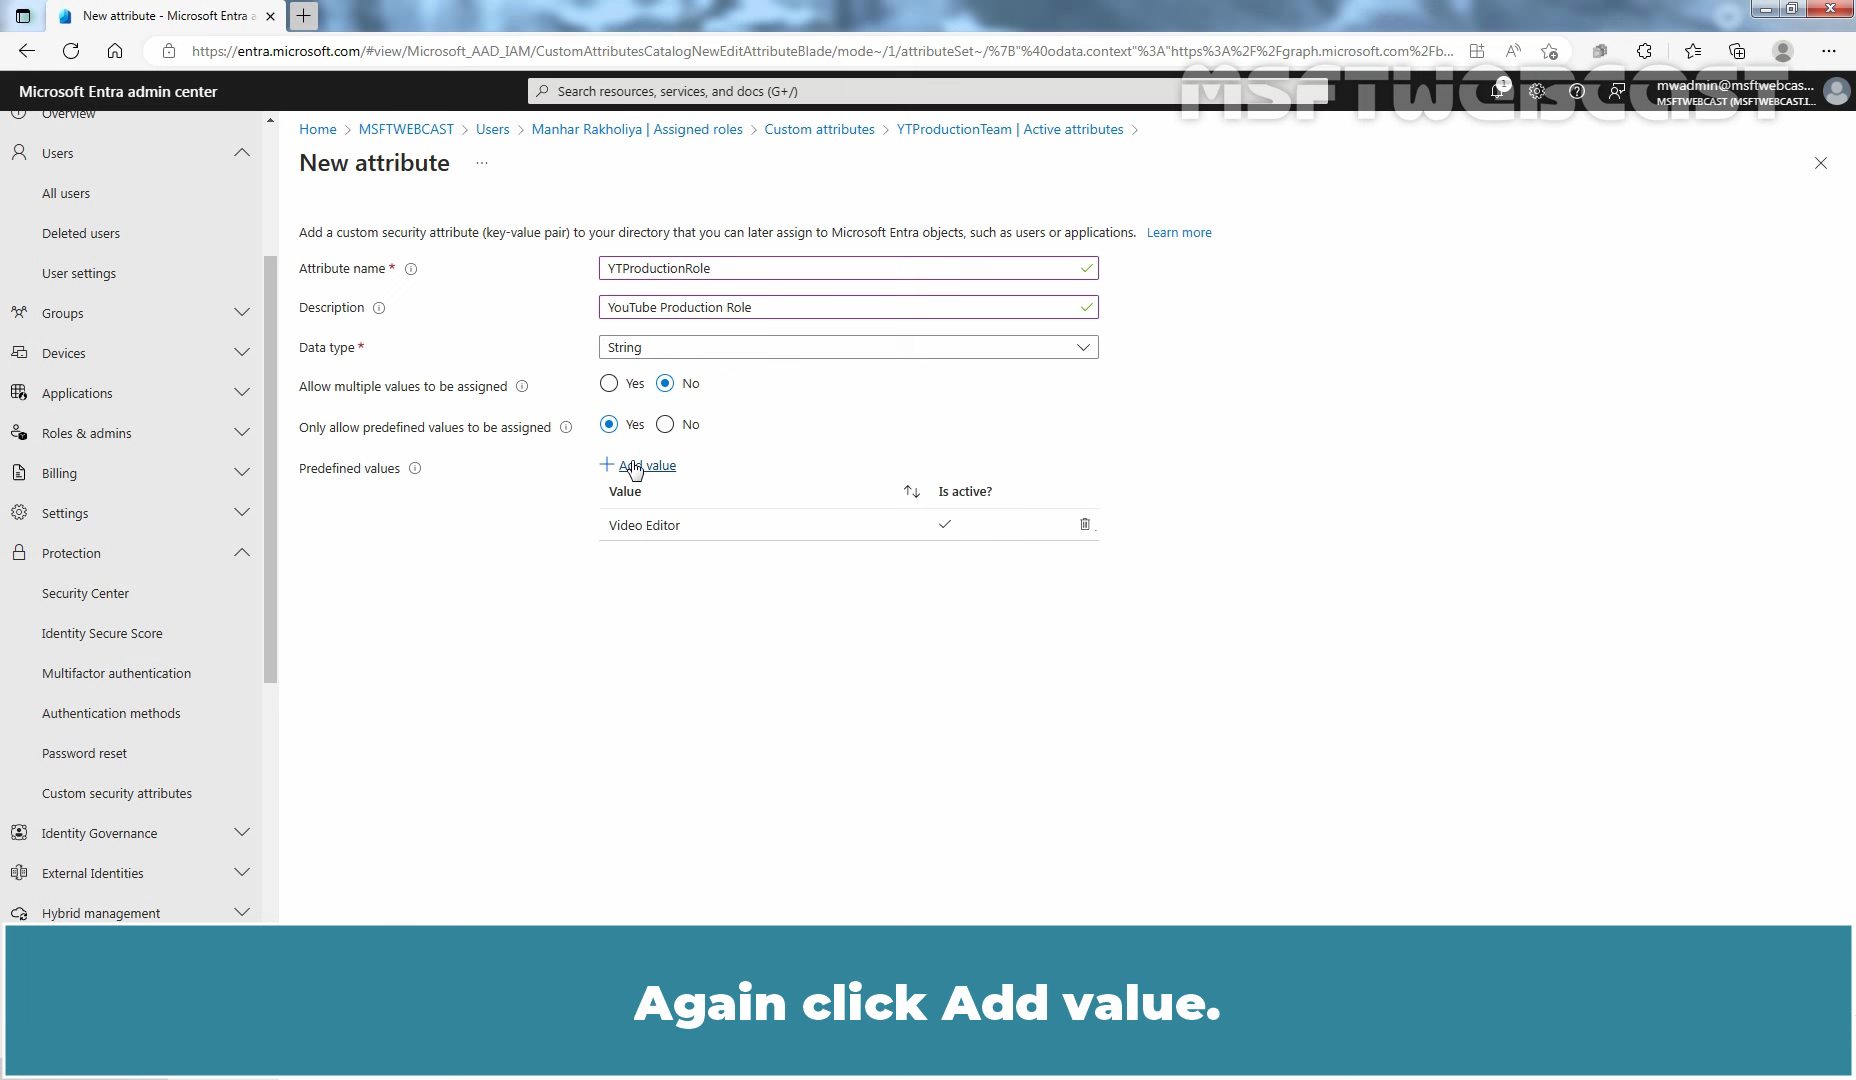 New attribute - Microsoft Entra a
https://entra.microsoft.com/#view/Microsoft_AAD_IAM/CustomAttributesCatalogNewEditAttributeBlade/mode~/1/attributeSet~/%7B"%40odata.context"%3A"https%3A%2F%2Fgraph.microsoft.com%2Fb...
Microsoft Entra admin center
Search resources, services, and docs (G+/)
MSFTWEBCAST
1
mwadmin@msftwebcas...
MSFTWEBCAST (MSFTWEBCAST.I...
Overview
Users
All users
Deleted users
User settings
Groups
Devices
Applications
Roles & admins
Billing
Settings
Protection
Security Center
Identity Secure Score
Multifactor authentication
Authentication methods
Password reset
Custom security attributes
Identity Governance
External Identities
Hybrid management
Home > MSFTWEBCAST > Users > Manhar Rakholiya | Assigned roles > Custom attributes > YTProductionTeam | Active attributes >
New attribute ...
Add a custom security attribute (key-value pair) to your directory that you can later assign to Microsoft Entra objects, such as users or applications. Learn more
Attribute name * YTProductionRole
Description YouTube Production Role
Data type * String
Allow multiple values to be assigned Yes No
Only allow predefined values to be assigned Yes No
Predefined values + Add value
Value Is active?
Video Editor
Again click Add value.